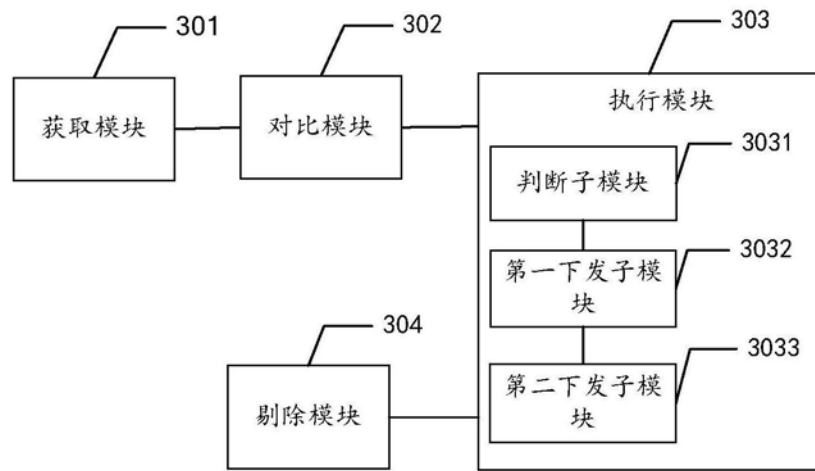 301
302
303
获取模块
对比模块
执行模块
3031
判断子模块
3032
第一下发子模
块
304
3033
第二下发子模
块
剔除模块